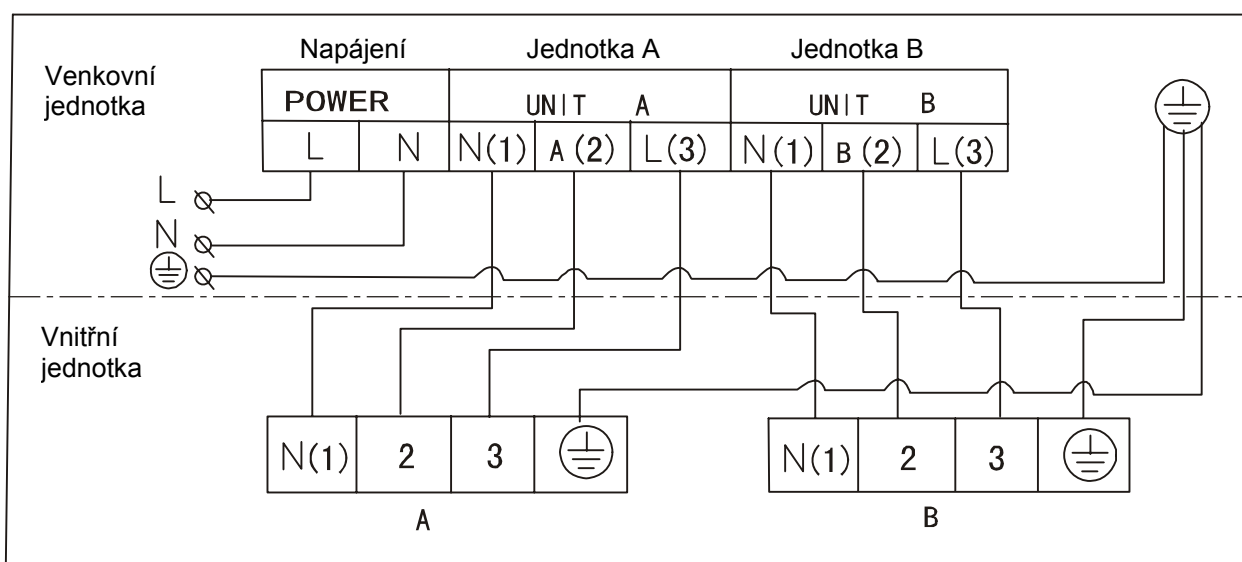 Napájení Jednotka A Jednotka B
Venkovní
jednotka
POWER UNIT A UNIT B
L N N(1) A(2) L(3) N(1) B(2) L(3)
L
N
Vnitřní
jednotka
N(1) 2 3 N(1) 2 3
A B